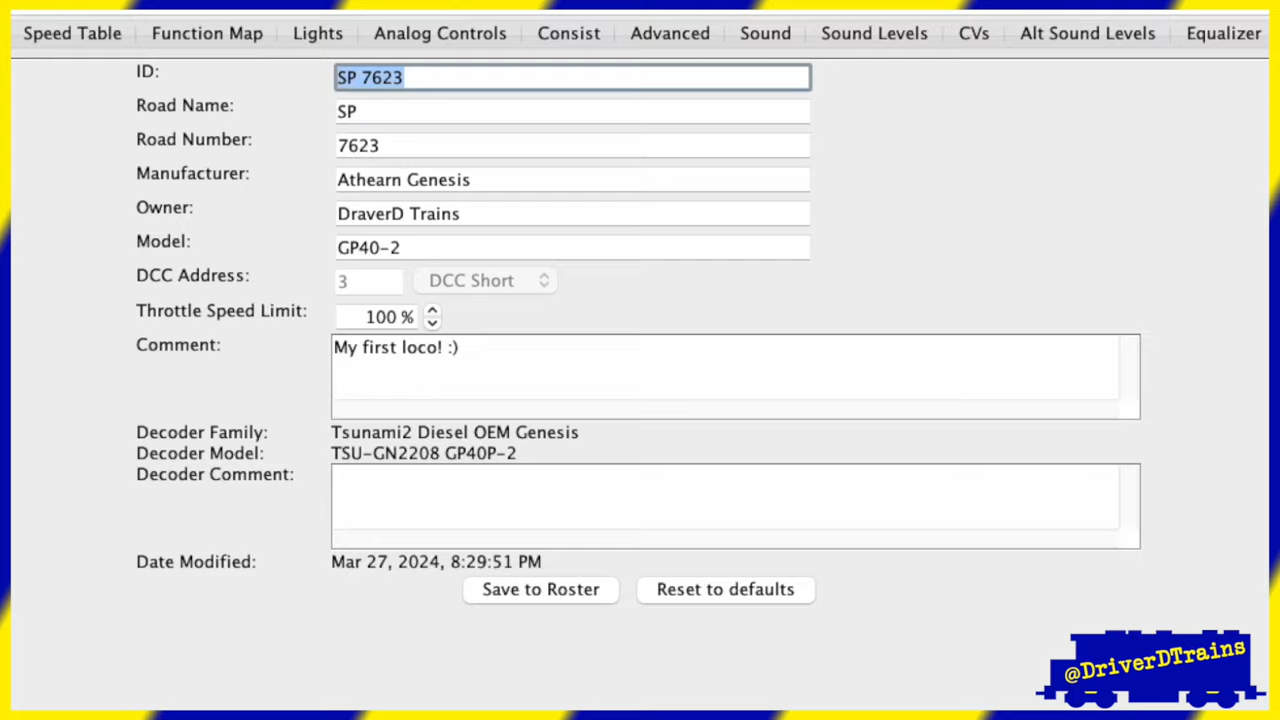 Speed Table Function Map Lights Analog Controls Consist Advanced Sound Sound Levels CVs Alt Sound Levels Equalizer
ID: SP 7623
Road Name: SP
Road Number: 7623
Manufacturer: Athearn Genesis
Owner: DraverD Trains
Model: GP40-2
DCC Address: 3 DCC Short
Throttle Speed Limit: 100 %
Comment: My first loco! :)
Decoder Family: Tsunami2 Diesel OEM Genesis
Decoder Model: TSU-GN2208 GP40P-2
Decoder Comment:
Date Modified: Mar 27, 2024, 8:29:51 PM
Save to Roster Reset to defaults
@DriverDTrains